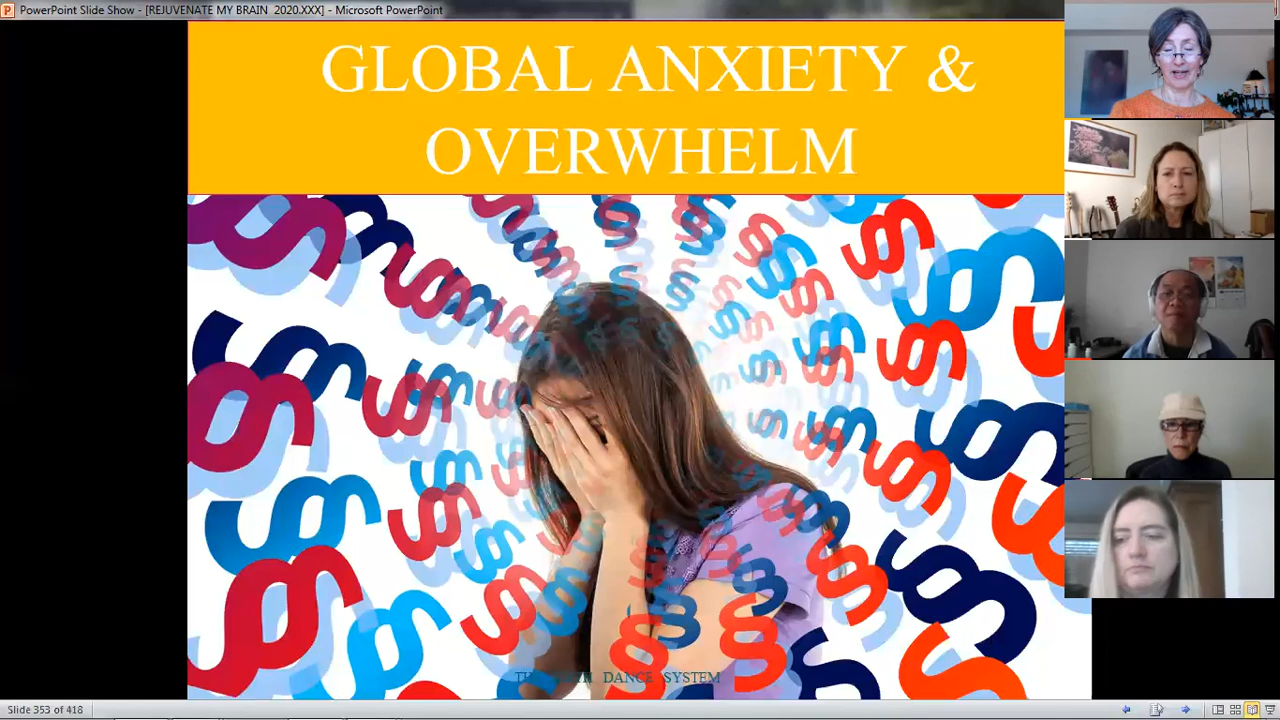 PowerPoint Slide Show - [REJUVENATE MY BRAIN 2020.XXX] - Microsoft PowerPoint
GLOBAL ANXIETY &
OVERWHELM
DANCE SYSTEM
Slide 353 of 418